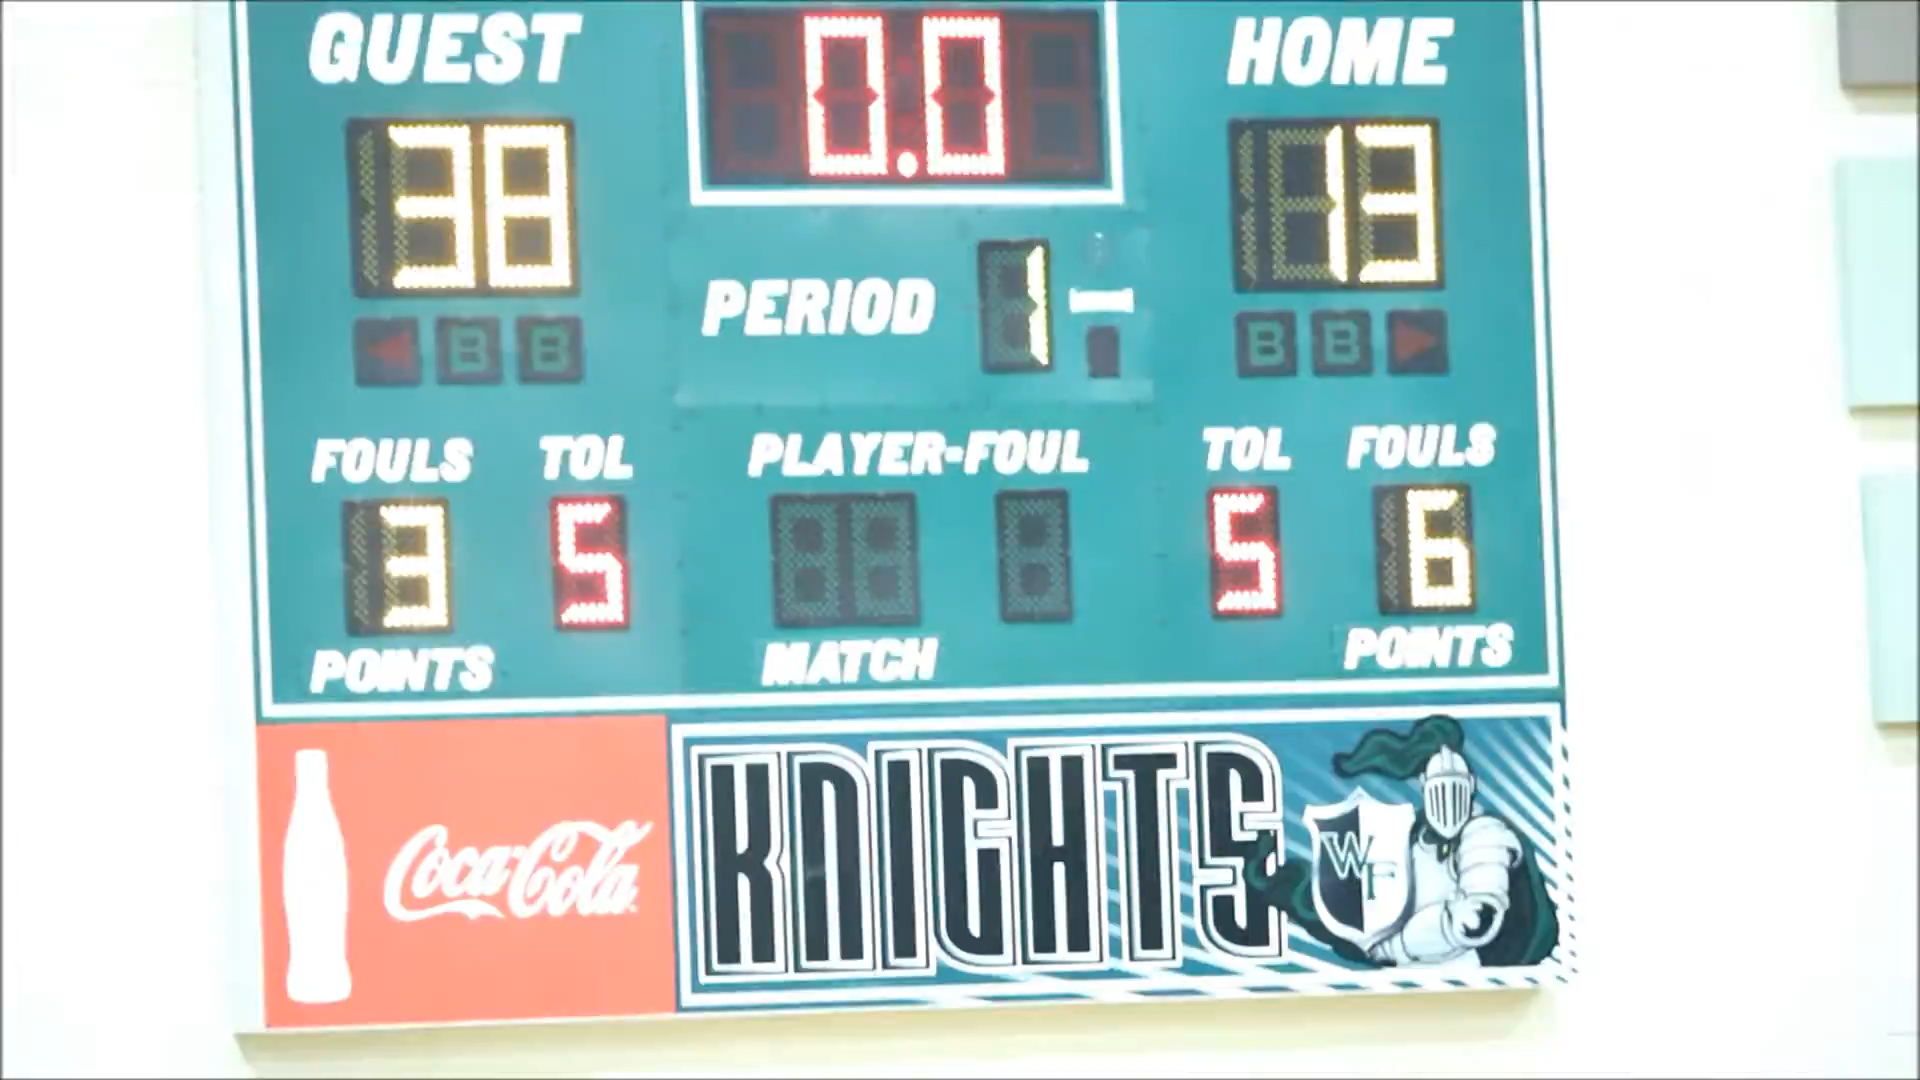 GUEST
0.0
HOME
38
13
PERIOD 1
B B
B B
FOULS TOL
PLAYER-FOUL
TOL FOULS
3 5
5 6
POINTS
MATCH
POINTS
Coca-Cola
KNIGHTS
WF